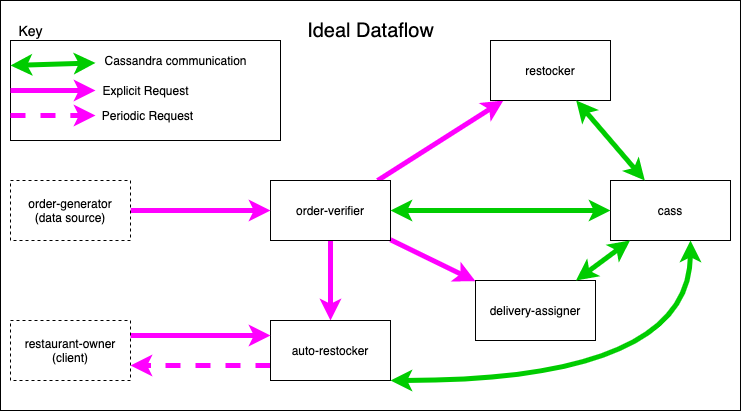 Ideal Dataflow
Key
Cassandra communication
Explicit Request
Periodic Request
restocker
order-generator
(data source)
order-verifier
cass
delivery-assigner
restaurant-owner
(client)
auto-restocker